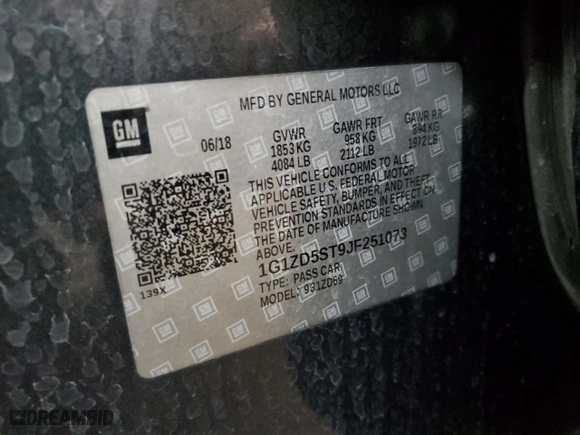 MFD BY GENERAL MOTORS LLC
GM
06/18
GVWR GAWR FRT GAWR RR
1853 KG 958 KG 894 KG
4084 LB 2112 LB 1972 LB
THIS VEHICLE CONFORMS TO ALL
APPLICABLE U.S. FEDERAL MOTOR
VEHICLE SAFETY, BUMPER, AND THEFT
PREVENTION STANDARDS IN EFFECT ON
THE DATE OF MANUFACTURE SHOWN
ABOVE.
1G1ZD5ST9JF251073
TYPE: PASS CAR
MODEL: 931ZD69
139X
DREAMBID